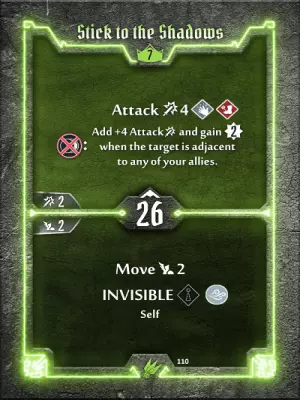 Stick to the Shadows
7
Attack 4
Add +4 Attack and gain 2
: when the target is adjacent
to any of your allies.
2
26
2
Move 2
INVISIBLE
Self
110